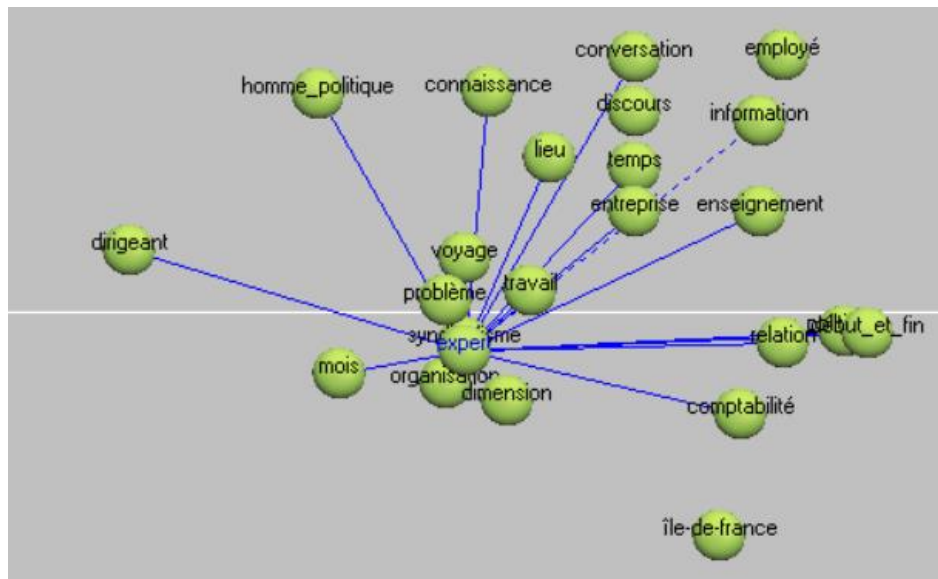 conversation
employé
homme_politique
connaissance
discours
information
lieu
temps
entreprise
enseignement
dirigeant
voyage
travail
problème
début_et_fin
relation
expert
mois
organisation
dimension
comptabilité
île-de-france